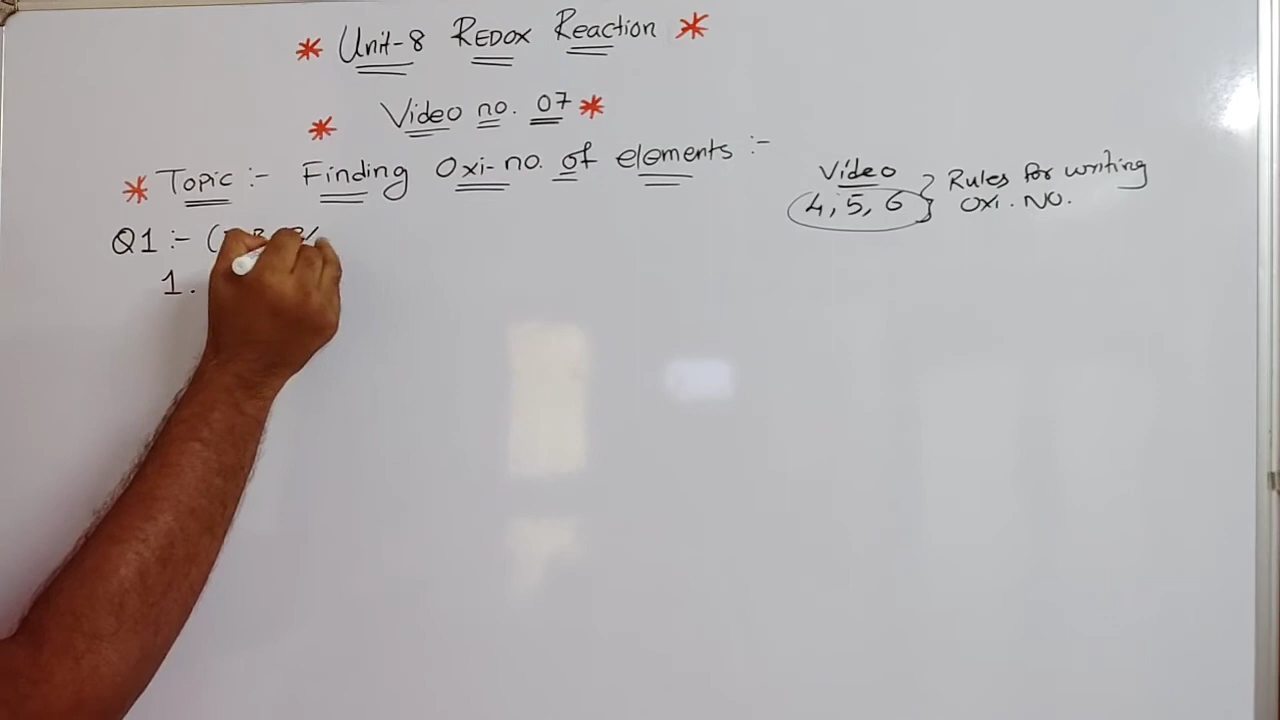 * Unit-8 REDOX Reaction *
* Video no. 07 *
* Topic :- Finding Oxi-no. of elements :-
Video
4, 5, 6 } Rules for writing
oxi. NO.
Q1 :- (
1.